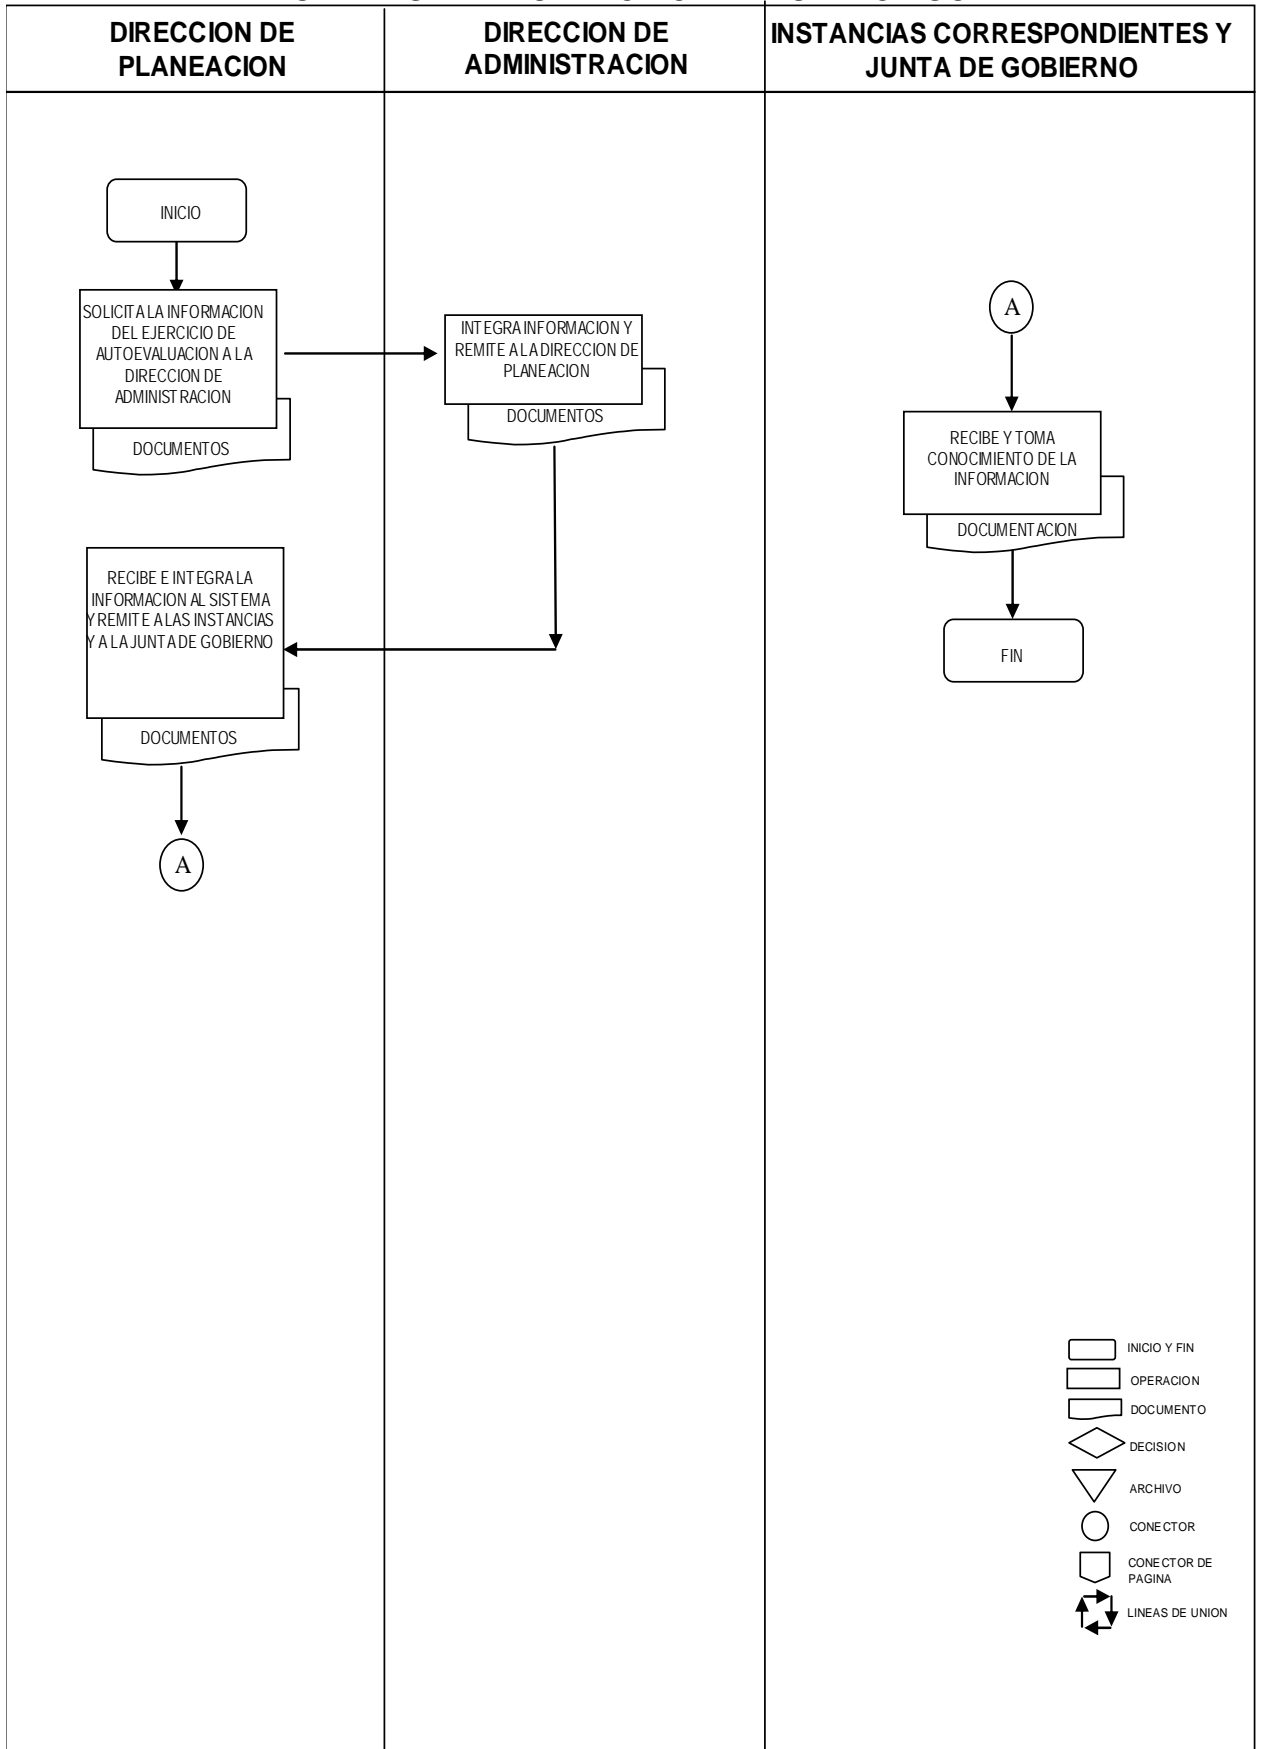 DIRECCION DE
PLANEACION
DIRECCION DE
ADMINISTRACION
INSTANCIAS CORRESPONDIENTES Y
JUNTA DE GOBIERNO
INICIO
SOLICITA LA INFORMACION
DEL EJERCICIO DE
AUTOEVALUACION A LA
DIRECCION DE
ADMINISTRACION
DOCUMENTOS
INTEGRA INFORMACION Y
REMITE A LA DIRECCION DE
PLANEACION
DOCUMENTOS
RECIBE E INTEGRA LA
INFORMACION AL SISTEMA
Y REMITE A LAS INSTANCIAS
Y A LA JUNTA DE GOBIERNO
DOCUMENTOS
A
A
RECIBE Y TOMA
CONOCIMIENTO DE LA
INFORMACION
DOCUMENTACION
FIN
INICIO Y FIN
OPERACION
DOCUMENTO
DECISION
ARCHIVO
CONECTOR
CONECTOR DE
PAGINA
LINEAS DE UNION